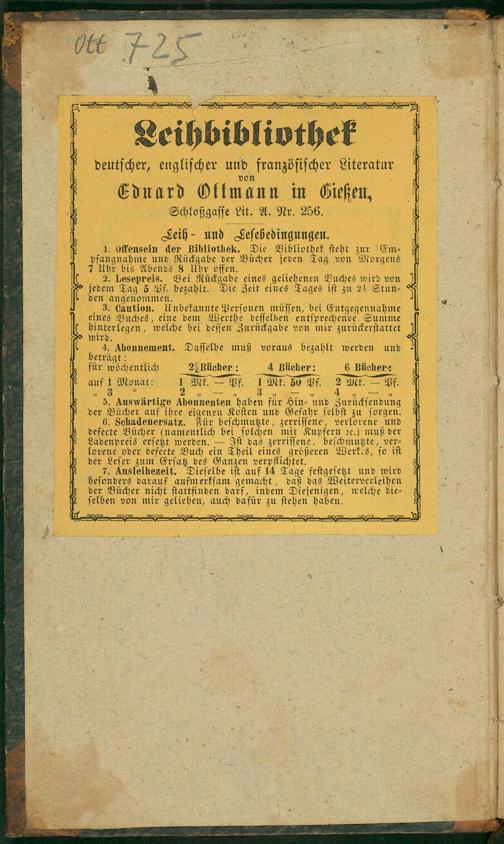 Ott 725
Leihbibliothek
deutscher, englischer und französischer Literatur
von
Eduard Ottmann in Gießen,
Schloßgasse Lit. A. Nr. 256.
Leih- und Lesebedingungen.
1. Offensein der Bibliothek. Die Bibliothek steht zur Em-
pfangnahme und Rückgabe der Bücher jeden Tag von Morgens
7 Uhr bis Abends 8 Uhr offen.
2. Lesepreis. Bei Rückgabe eines geliehenen Buches wird von
jedem Tag 5 Pf. bezahlt. Die Zeit eines Tages ist zu 24 Stun-
den angenommen.
3. Caution. Unbekannte Personen müssen, bei Entgegennahme
eines Buches, eine dem Werthe desselben entsprechende Summe
hinterlegen, welche bei dessen Zurückgabe von mir zurückerstattet
wird.
4. Abonnement. Dasselbe muß voraus bezahlt werden und
beträgt:
für wöchentlich 2 Bücher: 4 Bücher: 6 Bücher:
auf 1 Monat: 1 Mk. — Pf. 1 Mk. 50 Pf. 2 Mk. — Pf.
„ 3 „ 2 „ — „ 3 „ — „ 4 „ — „
5. Auswärtige Abonnenten haben für Hin- und Zurücksendung
der Bücher auf ihre eigenen Kosten und Gefahr selbst zu sorgen.
6. Schadenersatz. Für beschmutzte, zerrissene, verlorene und
defecte Bücher (namentlich bei solchen mit Kupfern ꝛc.) muß der
Ladenpreis ersetzt werden. — Ist das zerrissene, beschmutzte, ver-
lorene oder defecte Buch ein Theil eines größeren Werkes, so ist
der Leser zum Ersatz des Ganzen verpflichtet.
7. Ausleihezeit. Dieselbe ist auf 14 Tage festgesetzt und wird
besonders darauf aufmerksam gemacht, daß das Weiterverleihen
der Bücher nicht stattfinden darf, indem Diejenigen, welche die-
selben von mir geliehen, auch dafür zu stehen haben.